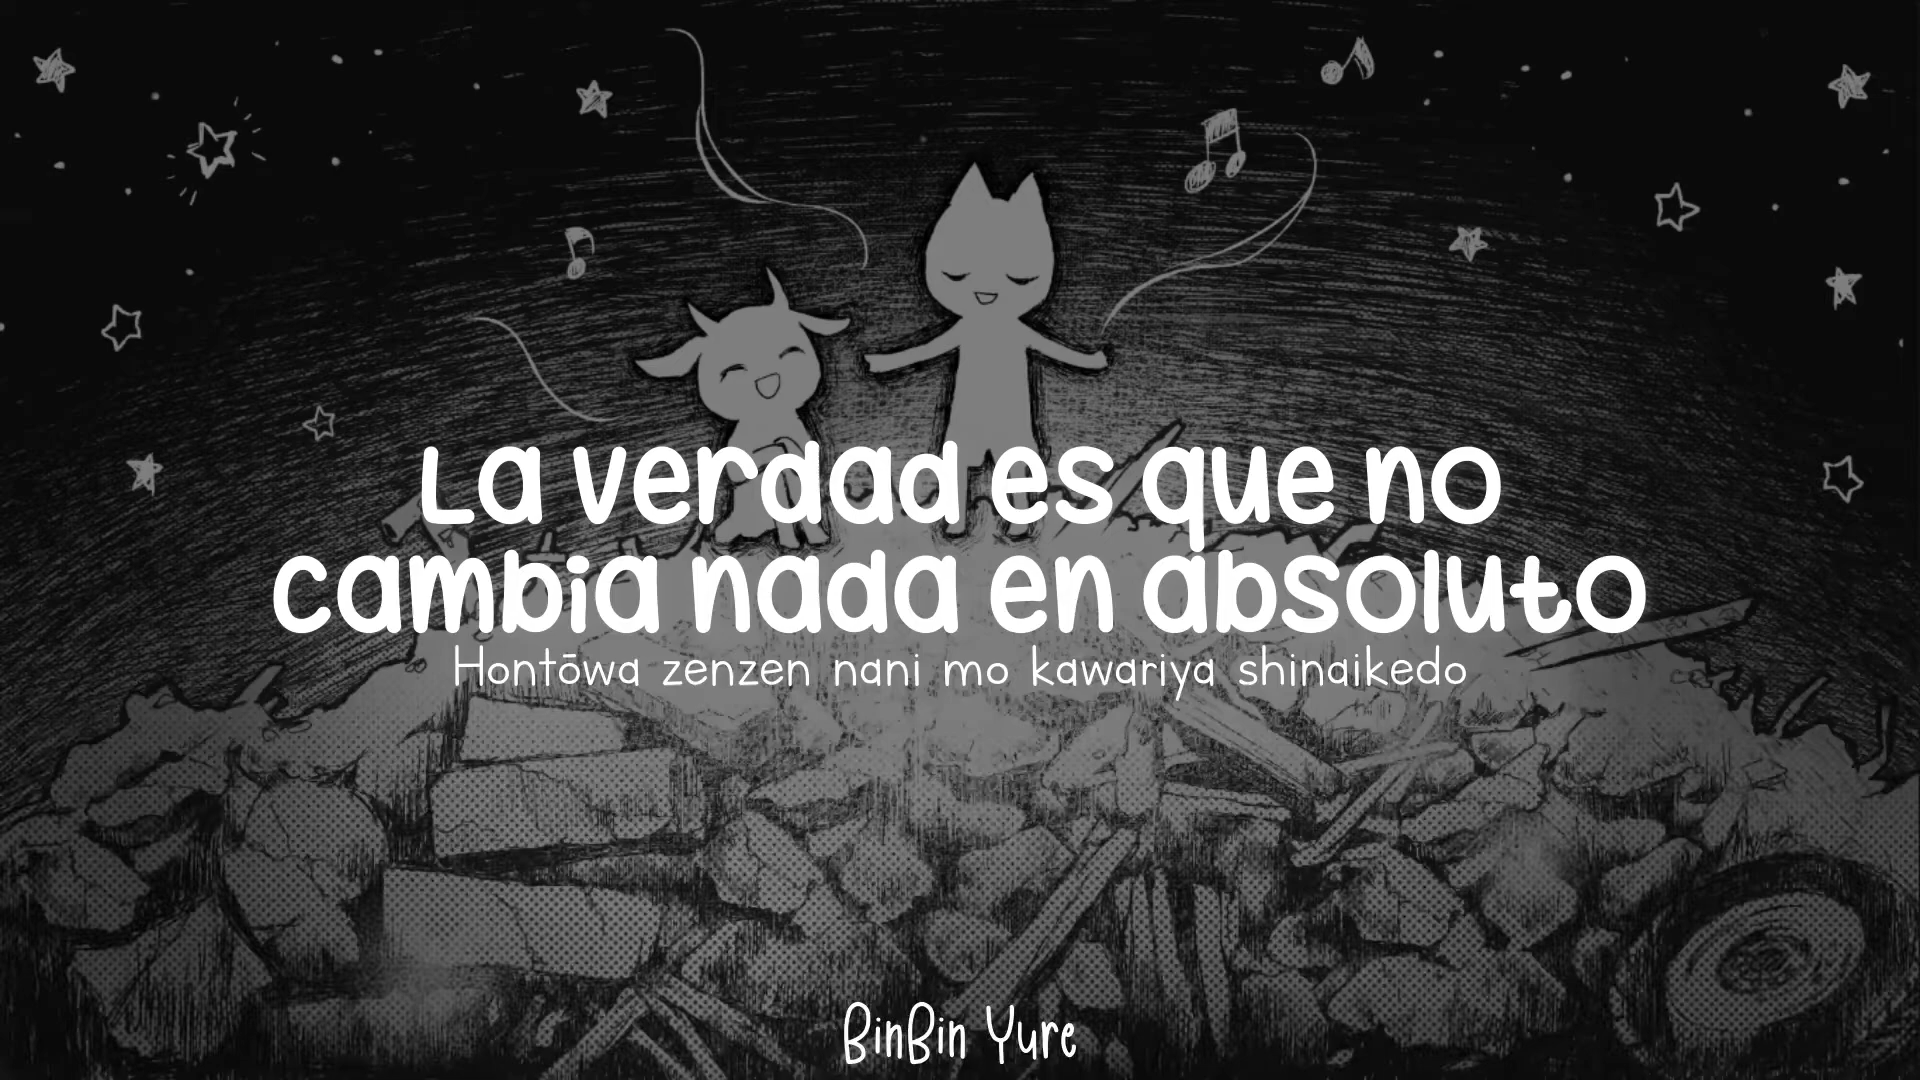 La verdad es que no
cambia nada en absoluto
Hontōwa zenzen nani mo kawariya shinaikedo
BinBin Yure